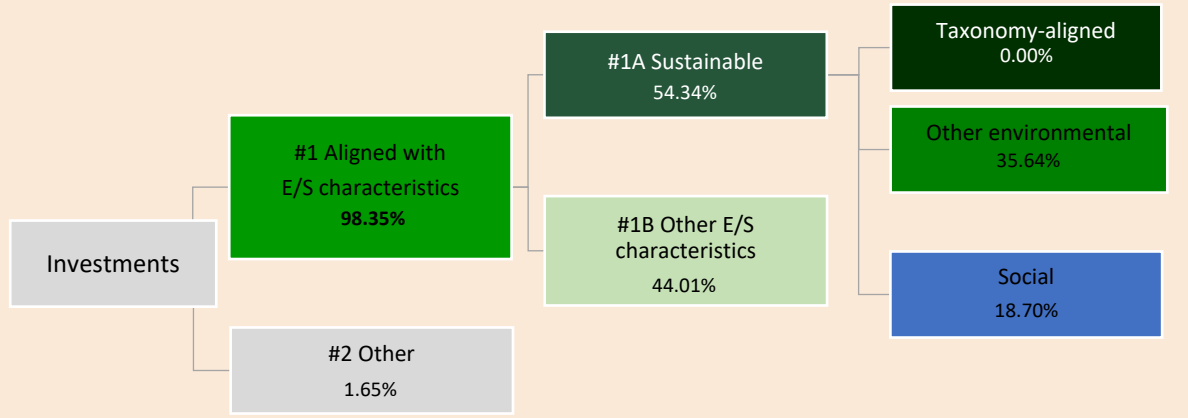 Investments
#1 Aligned with
E/S characteristics
98.35%
#2 Other
1.65%
#1A Sustainable
54.34%
#1B Other E/S
characteristics
44.01%
Taxonomy-aligned
0.00%
Other environmental
35.64%
Social
18.70%